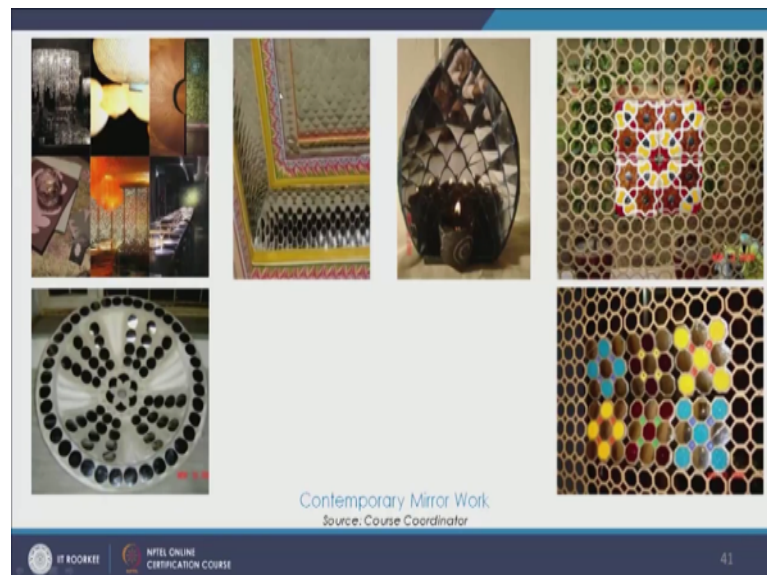 Contemporary Mirror Work
Source: Course Coordinator
IIT ROORKEE
NPTEL ONLINE
CERTIFICATION COURSE
41